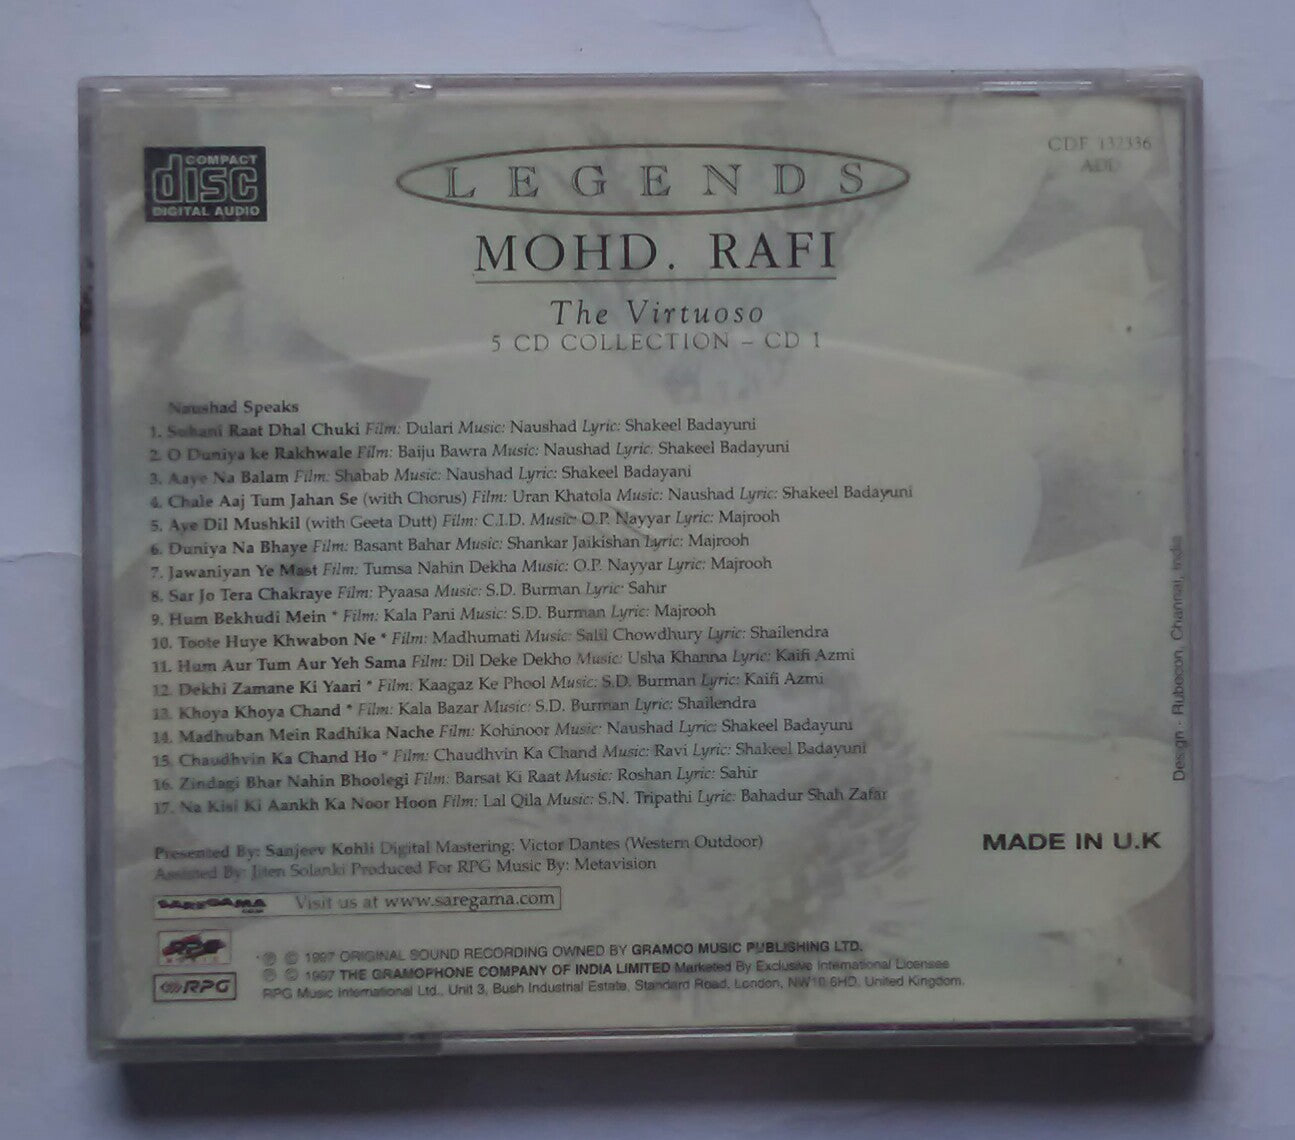 COMPACT
disc
DIGITAL AUDIO
LEGENDS
CDF 132336
ADD
MOHD. RAFI
The Virtuoso
5 CD COLLECTION – CD 1
Naushad Speaks
1. Suhani Raat Dhal Chuki Film: Dulari Music: Naushad Lyric: Shakeel Badayuni
2. O Duniya ke Rakhwale Film: Baiju Bawra Music: Naushad Lyric. Shakeel Badayuni
3. Aaye Na Balam Film: Shabab Music: Naushad Lyric: Shakeel Badayani
4. Chale Aaj Tum Jahan Se (with Chorus) Film: Uran Khatola Music: Naushad Lyric: Shakeel Badayuni
5. Aye Dil Mushkil (with Geeta Dutt) Film: C.I.D. Music: O.P. Nayyar Lyric: Majrooh
6. Duniya Na Bhaye Film: Basant Bahar Music: Shankar Jaikishan Lyric: Majrooh
7. Jawaniyan Ye Mast Film: Tumsa Nahin Dekha Music: O.P. Nayyar Lyric: Majrooh
8. Sar Jo Tera Chakraye Film: Pyaasa Music: S.D. Burman Lyric: Sahir
9. Hum Bekhudi Mein * Film: Kala Pani Music: S.D. Burman Lyric: Majrooh
10. Toote Huye Khwabon Ne * Film: Madhumati Music: Salil Chowdhury Lyric: Shailendra
11. Hum Aur Tum Aur Yeh Sama Film: Dil Deke Dekho Music: Usha Khanna Lyric: Kaifi Azmi
12. Dekhi Zamane Ki Yaari * Film: Kaagaz Ke Phool Music: S.D. Burman Lyric: Kaifi Azmi
13. Khoya Khoya Chand * Film: Kala Bazar Music: S.D. Burman Lyric: Shailendra
14. Madhuban Mein Radhika Nache Film: Kohinoor Music: Naushad Lyric: Shakeel Badayuni
15. Chaudhvin Ka Chand Ho * Film: Chaudhvin Ka Chand Music: Ravi Lyric: Shakeel Badayuni
16. Zindagi Bhar Nahin Bhoolegi Film: Barsat Ki Raat Music: Roshan Lyric: Sahir
17. Na Kisi Ki Aankh Ka Noor Hoon Film: Lal Qila Music: S.N. Tripathi Lyric: Bahadur Shah Zafar
Design - Rubecon, Channai, India
MADE IN U.K
Presented By: Sanjeev Kohli Digital Mastering: Victor Dantes (Western Outdoor)
Assisted By: Jiten Solanki Produced For RPG Music By: Metavision
SAREGAMA.COM Visit us at www.saregama.com
RPG MUSIC
℗ © 1997 ORIGINAL SOUND RECORDING OWNED BY GRAMCO MUSIC PUBLISHING LTD.
℗ © 1997 THE GRAMOPHONE COMPANY OF INDIA LIMITED Marketed By Exclusive International Licensee
RPG
RPG Music International Ltd., Unit 3, Bush Industrial Estate, Standard Road, London, NW10 6HD. United Kingdom.